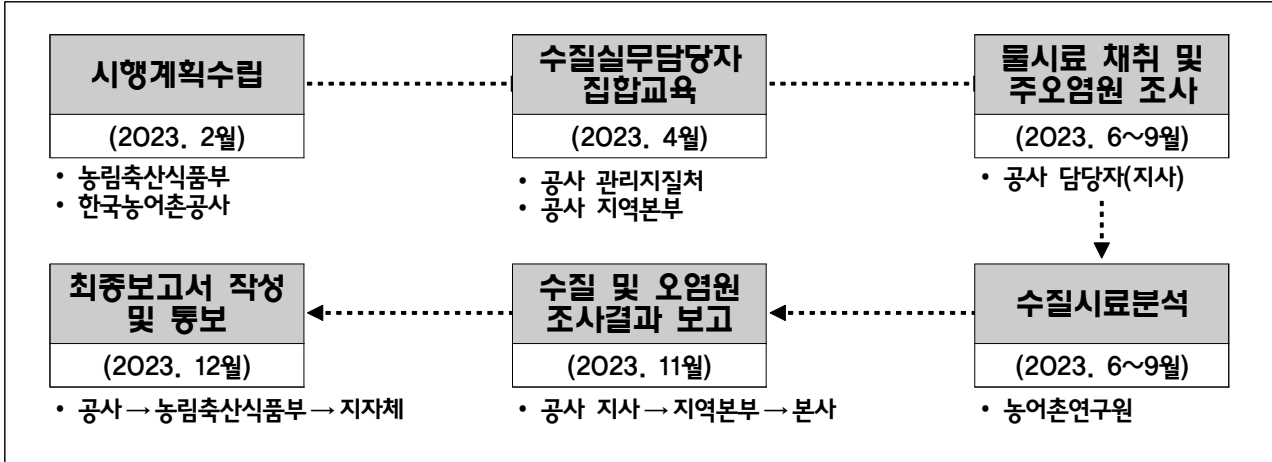 시행계획수립
(2023. 2월)
• 농림축산식품부
• 한국농어촌공사
수질실무담당자
집합교육
(2023. 4월)
• 공사 관리지질처
• 공사 지역본부
물시료 채취 및
주오염원 조사
(2023. 6~9월)
• 공사 담당자(지사)
수질시료분석
(2023. 6~9월)
• 농어촌연구원
수질 및 오염원
조사결과 보고
(2023. 11월)
• 공사 지사→지역본부→본사
최종보고서 작성
및 통보
(2023. 12월)
• 공사→농림축산식품부→지자체